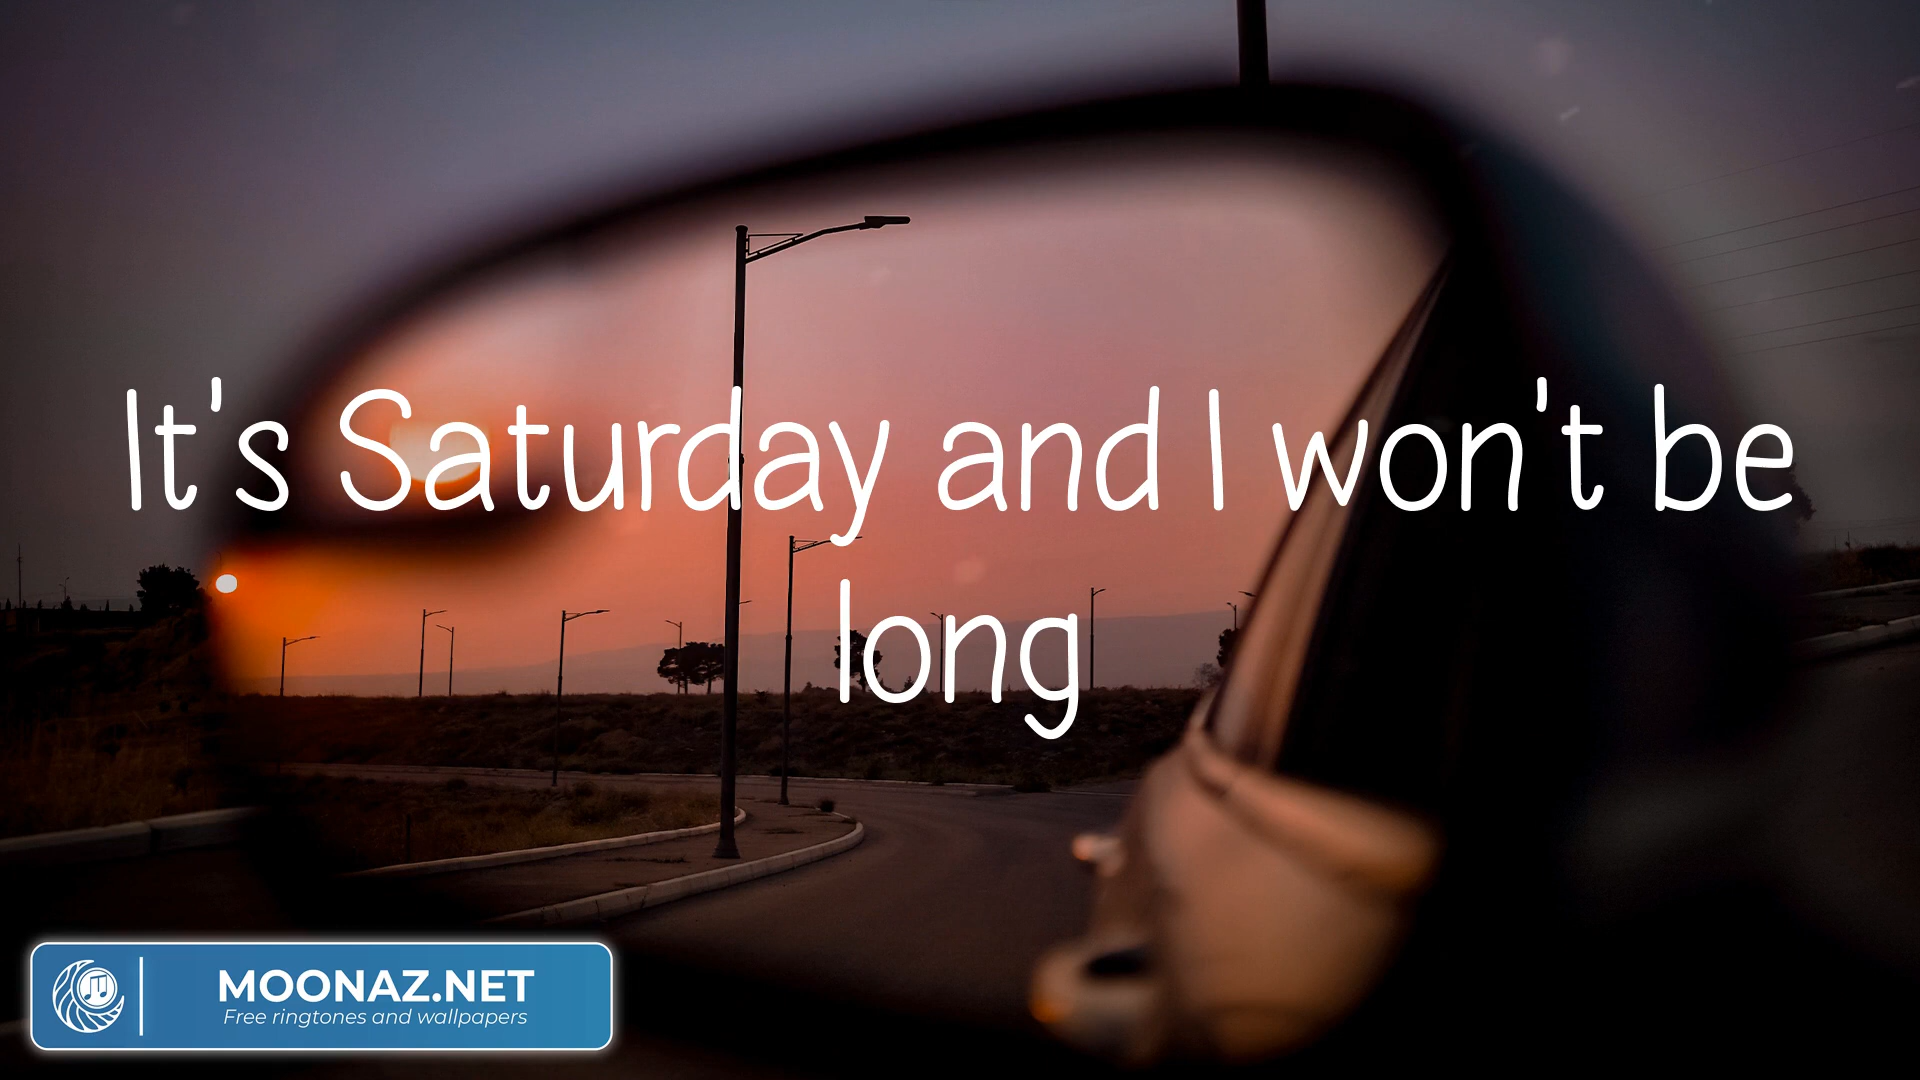 It's Saturday and I won't be
long
MOONAZ.NET
Free ringtones and wallpapers